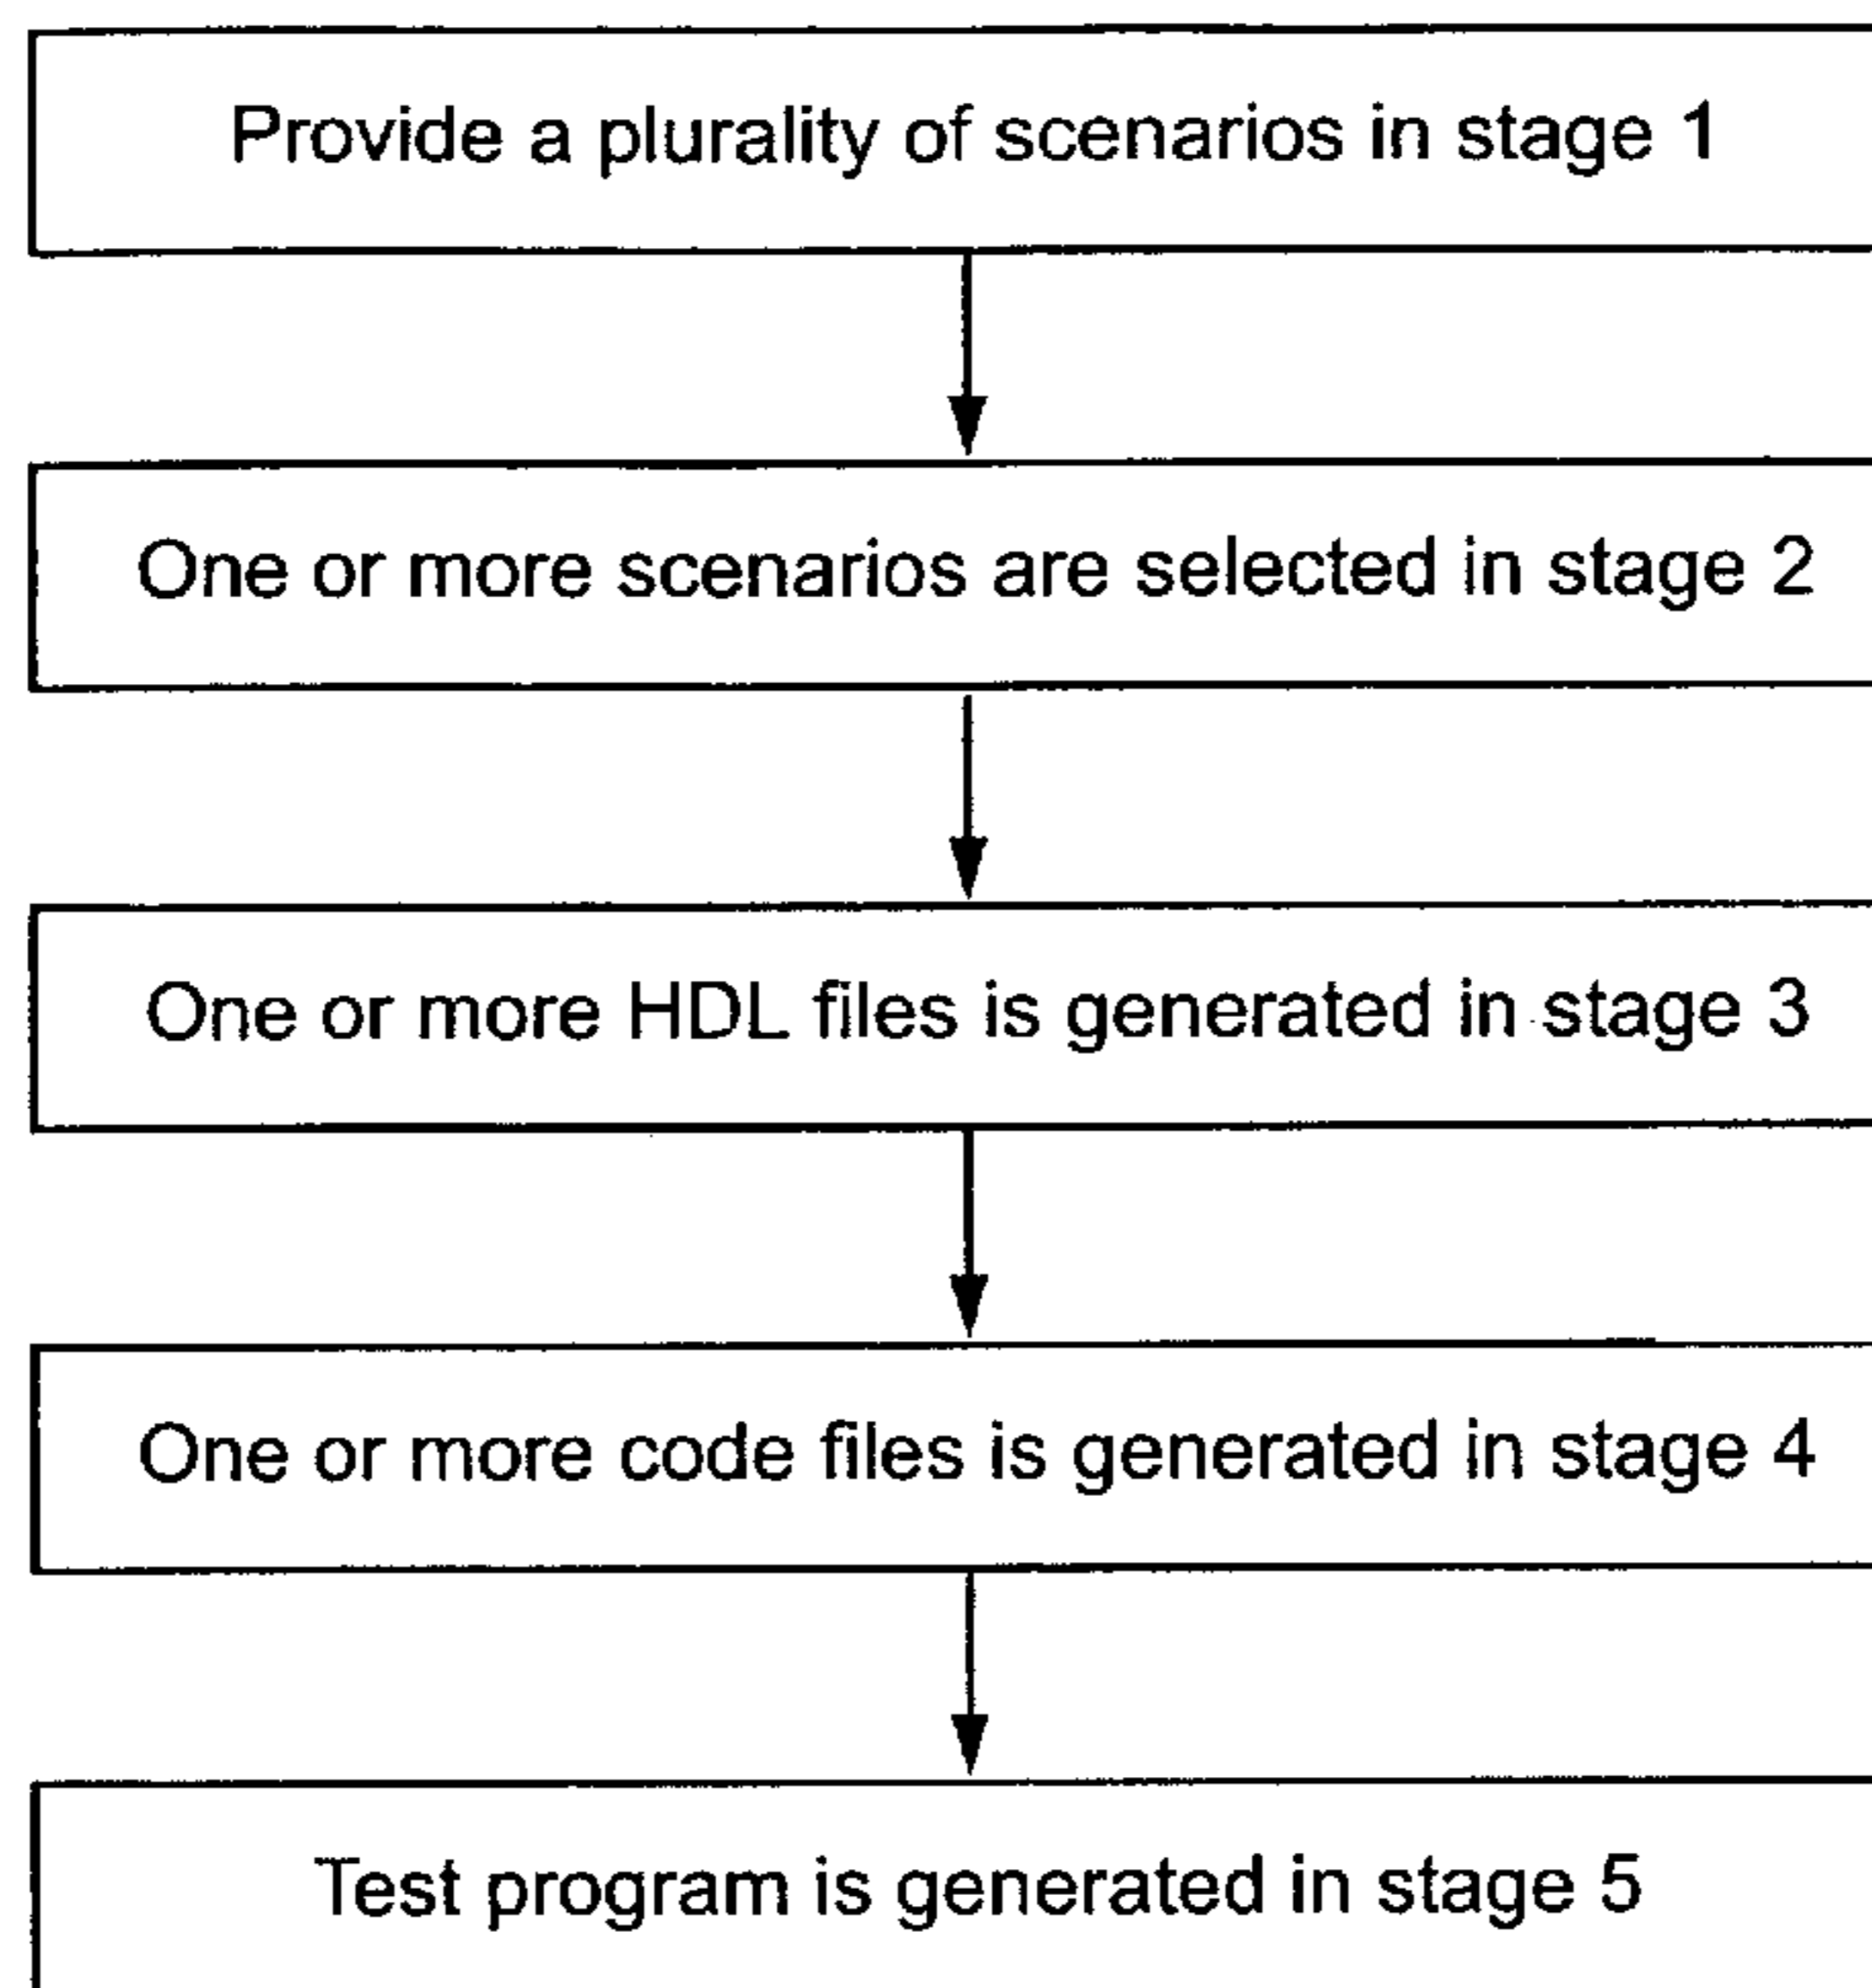 Provide a plurality of scenarios in stage 1
One or more scenarios are selected in stage 2
One or more HDL files is generated in stage 3
One or more code files is generated in stage 4
Test program is generated in stage 5